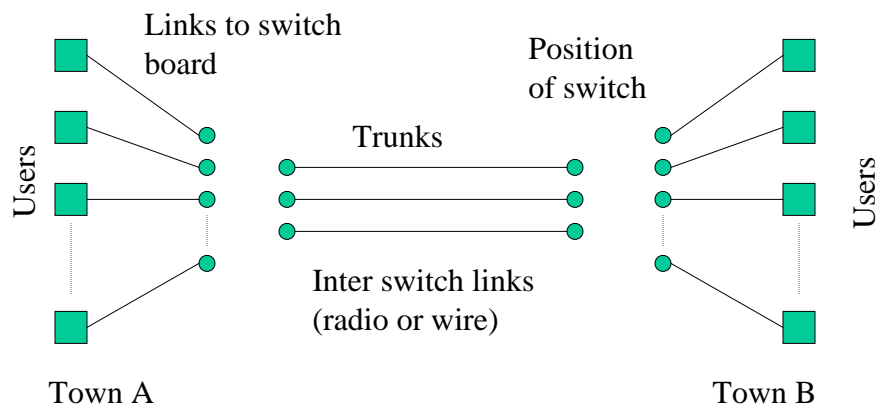 Links to switch
board
Position
of switch
Trunks
Users
Users
Inter switch links
(radio or wire)
Town A
Town B